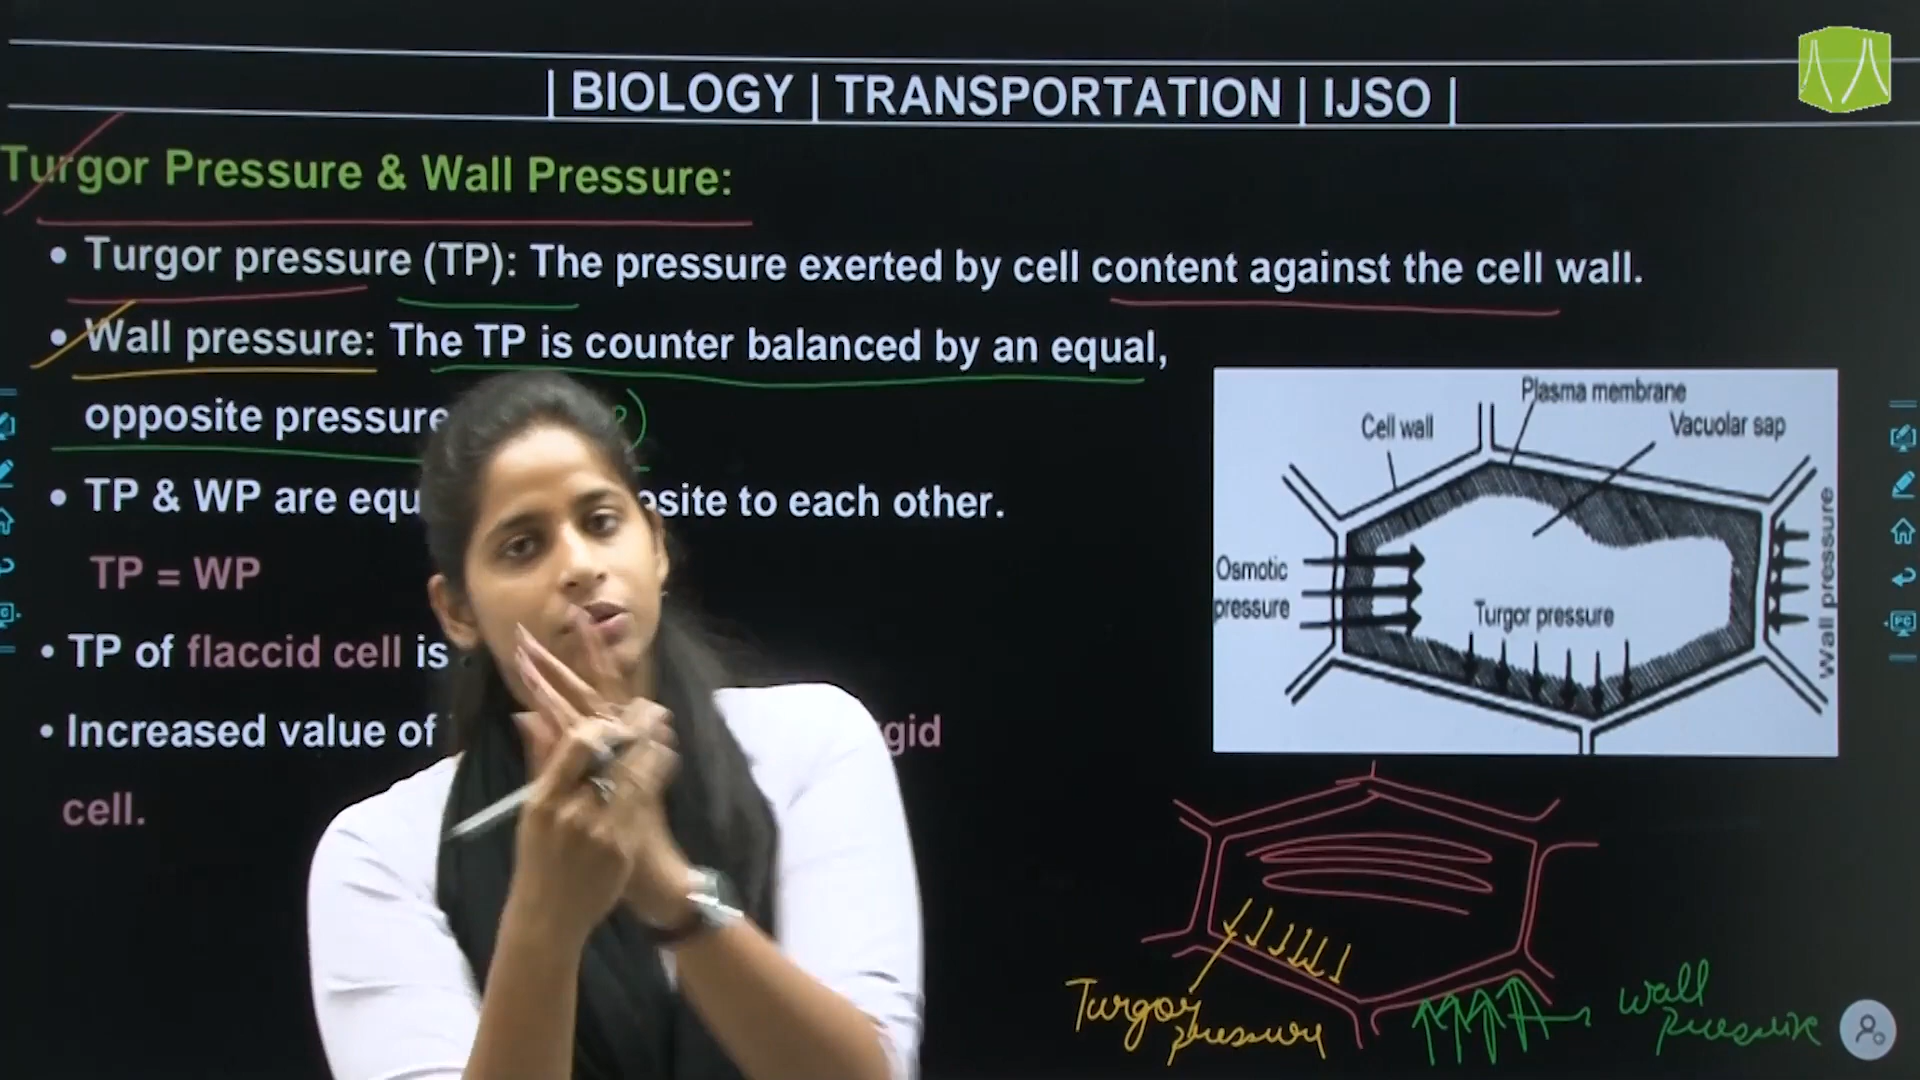 | BIOLOGY | TRANSPORTATION | IJSO |
Turgor Pressure & Wall Pressure:
• Turgor pressure (TP): The pressure exerted by cell content against the cell wall.
• Wall pressure: The TP is counter balanced by an equal,
opposite pressure
• TP & WP are equ osite to each other.
TP = WP
• TP of flaccid cell is
• Increased value of gid
cell.
Plasma membrane
Cell wall
Vacuolar sap
Osmotic
pressure
Turgor pressure
Wall pressure
Turgor
pressure
Wall
pressure
PC